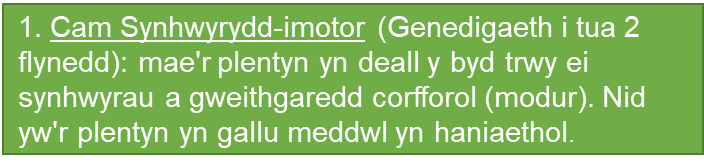 1. Cam Synhwyrydd-imotor (Genedigaeth i tua 2
flynedd): mae'r plentyn yn deall y byd trwy ei
synhwyrau a gweithgaredd corfforol (modur). Nid
yw'r plentyn yn gallu meddwl yn haniaethol.